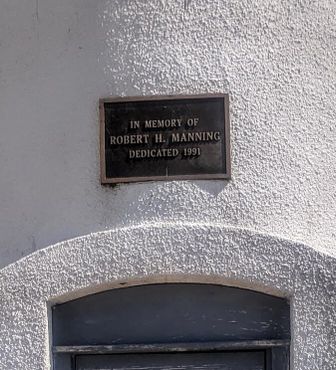 IN MEMORY OF
ROBERT H. MANNING
DEDICATED 1991